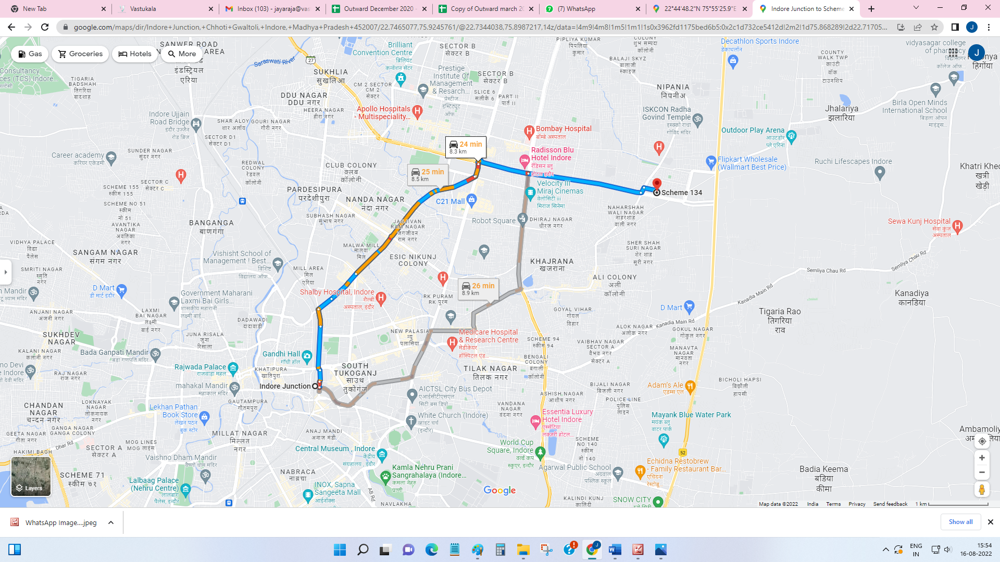 New Tab
Vastukala
Inbox (103) - jayaraja@vas
Outward December 2020 -
Copy of Outward march 20
(7) WhatsApp
22°44'48.2"N 75°55'25.9"E
Indore Junction to Scheme
google.com/maps/dir/Indore+Junction,+Chhoti+Gwaltoli,+Indore,+Madhya+Pradesh+452007/22.7465077,75.9245761/@22.7344038,75.8987217,14z/data=!4m9!4m8!1m5!1m1!1s0x3962fd1175bed6b5:0x2c1d732ce5412d!2m2!1d75.868289!2d22.71705...
Gas
Groceries
Hotels
More
SANWER ROAD
AREA
इंडस्ट्रियल
एरिया
Saraswati River
27
Consultancy
ces (TCS) Indore...
TIGARIA
BADSHAH
तिगरिया
बादशाह
SUKHLIA
सुखलिआ
Brilliant
Convention Centre
ब्रिलियंट
कन्वेंशन सेंटर
SECTOR B
सेक्टर B
Prestige
Institute Of
Management
& Resarch...
प्रेस्टीज
इंस्टिट्यूट
ऑफ...
SECTOR B
सेक्टर B
CM 2 SECTOR
CM 2
सेक्टर
SLICE 6
सलीके 6
PART II
पार्ट II
PIPLIYA KUMAR
पिपलियां
कुमार
COLONY
शुभ सम्पदा
कॉलोनी
BALAJI SKYZ
बालाजी
स्काइज़
Decathlon Sports Indore
डेकाथलॉन
COUNTY
WALK TWP
काउंटी
वॉक
टाउनशिप
vidyasagar college
of pharmacy
विद्यासागर
कॉलेज ऑफ...
हिंगोंया
NIPANIA
निपनीअ
DDU NAGAR
DDU नगर
HEERA NAGAR
हीरा नगर
Apollo Hospitals
- Multispeciality...
Indore Ujjain
Road Bridge
इंदौर उज्जैन
रोड ब्रिज
SHAR ALOY
शार अलॉय
GOURI NAGAR
गौरी नगर
SECTOR D1
सेक्टर D1
ISKCON Radha
Govind Temple
इस्कों राधा
गोविंद मंदिर
Jhalariya
झलारिया
Birla Open Minds
International School
बिड़ला ओपन
माइंड्स...
Bombay Hospital
बॉम्बे अस्पताल
Outdoor Play Arena
आउटडोर
प्ले एरिना
24 min
8.3 km
Radisson Blu
Hotel Indore
रॅडिसन ब्लू
होटल इंदौर
SUNDER NAGAR
सुंदर नगर
Career academy
करियर एकेडमी
REDWAL
COLONY
रेडवल
कॉलोनी
CLUB COLONY
क्लब
कॉलोनी
25 min
8.5 km
Flipkart Wholesale
(Wallmart Best Price)
Ruchi Lifescapes Indore
Khatri Khed
खत्री
खेड़ी
SCHEME 155
स्कीम 155
SECTOR C
सेक्टर C
PARDESIPURA
परदेशीपुरा
Velocity III
Miraj Cinemas
वेलोसिटी iii
मिराज सिनेमा
Scheme 134
NANDA NAGAR
नंदा नगर
C21 Mall
SCHEME NO 51
स्कीम
नो 51
AVANTIKA
NAGAR
अवंतिका
नगर
BANGANGA
बाणगंगा
SUBHASH NAGAR
सुभाष नगर
JAGJIVAN
RAM NAGAR
जगजीवन
राम नगर
Robot Square
DHIRAJ NAGAR
धीरज नगर
NAHARSHAH
WALI NAGAR
नाहरशाह
वाली नगर
Sewa Kunj Hospital
सेवा कुंज
अस्पताल
VIDHYA PALACE
विद्या
पैलेस
SANGAM NAGAR
संगम नगर
MALWA MILL
मालवा
मिल
Vishisht School of
Management ! Best...
विशिष्ट
विद्यालय ऑफ...
ESIC NIKUNJ
COLONY
KHAJRANA
खजराना
SHER SHAH
SURI NAGAR
शेर शाह
सूरी नगर
SMRITI NAGAR
स्मृति
नगर
MILL AREA
मिल
एरिया
Semliya Chau Rd
Semliya Chau Rd
ALI COLONY
अली
कॉलोनी
n Mandir
D Mart
डी मार्ट इंदौर
Government Maharani
Laxmi Bai Girls...
शासकीय महारानी
लक्ष्मी बाई...
Shalby Hospital, Indore
शैल्बी
अस्पताल, इंदौर
26 min
8.9 km
RK PURAM
RK पूरम
Kanadia Main Rd
Kanadiya
कानडिया
ANJANI NAGAR
अंजनी नगर
LAXMI
BAI NAGAR
लक्ष्मी
बाई नगर
DADAWADI
दादावाडी
GOYAL VIHAR
गोयल
विहार
D Mart
Tigaria Rao
तिगरिया
राव
Kanadia Main Rd
SUKHDEV
NAGAR
JUNA RISALA
जूना
रिसाला
NEW PALASIA
न्यू
पलासिया
Medicare Hospital
& Research Centre
मेडीकेयर
हॉस्पिटल एंड...
ALOK NAGAR
अलोक नगर
GOKUL NAGAR
गोकुल नगर
SCHEME 94
स्कीम 94
VAIBHAV NAGAR
SECTOR A
वैभव नगर
सेक्टर A
KALANI NAGAR
कलानी नगर
Bada Ganpati Mandir
बड़ा गणपति मंदिर
Gandhi Hall
गाँधी हॉल
BENGALI
COLONY
बंगाली
कॉलोनी
MANAVTA
NAGAR
मानवता
नगर
no Devi
e Indore
RAJ NAGAR
राज नगर
Rajwada Palace
राजवाडा महल
KHATIPURA
खातिपुरा
SOUTH
TUKOGANJ
साउथ
तुकोगंज
TILAK NAGAR
तिलक नगर
Indore Junction
mahakal Mandir
महाकाल मंदिर
AICTSL City Bus Depot
एआईसीटीएसएल
सिटी बस डिपो
BIJALI NAGAR
बिजली नगर
Adam's Ale
एडम्स एल
BICHOLI HAPSI
बिछोली
हापसी
ASHISH NAGAR
आशीष नगर
POLICE LINE
पुलिस
लाइन
CHANDAN
NAGAR
चन्दन नगर
LOKNAYAK
NAGAR
लोकनायक
नगर
GAUTAMPURA
गौतमपुरा
Lekhan Pathan
Book Store
लेखन पठन
बुक स्टोर
VANDANA
NAGAR
वंदना नगर
White Church (Indore)
व्हाइट चर्च
(इन्दौर)
Essentia Luxury
Hotel Indore
एस्सेंटिया
लक्ज़री होटल...
Mayank Blue Water Park
मयंक ब्लू
वाटर पार्क
GEETA NAGAR
गीता नगर
GANGA NAGAR
GANGA COLONY
MILLAT NAGAR
मिल्लत
नगर
ANAJ MANDI
अनाज मंडी
Ambamoliy
Dhar Rd
MOG LINES
MOG लाइंस
HAKIMI BAGH
SECTOR A
सेक्टर A
Central Museum , Indore
केंद्रीय
संग्रहालय , इंदौर
World Cup
Square, Indore
वर्ल्ड कप
स्कुएर, इन्दौर
SCHEME
NO 140
स्कीम
नो 140
52
Vaishno Dham Mandir
वैष्णो धाम मंदिर
Echidna Restobrew
- Family Restaurant Bar...
एचिदना
रेस्टोब्रू
Layers
SCHEME 71
स्कीम ७१
NABRACA
नाब्रचा
Kamla Nehru Prani
Sangrahalaya (Indore...
कमला नेहरु
प्राणी...
Agarwal Public School
अग्रवाल
पब्लिक स्कूल
Badia Keema
बडिया
कीमा
Lalbaag Palace
(Nehru Centre)
लालबाग़
पैलेस, इंदौर
INOX, Sapna
Sangeeta Mall
आईनॉक्स
AB Rd
NAVLAKHA
Google
KALINDI KUNJ
कालिंदी
SNOW CITY
Map data ©2022
India
Terms
Privacy
Send feedback
1 km
WhatsApp Image....jpeg
Show all
ENG
IN
15:54
16-08-2022